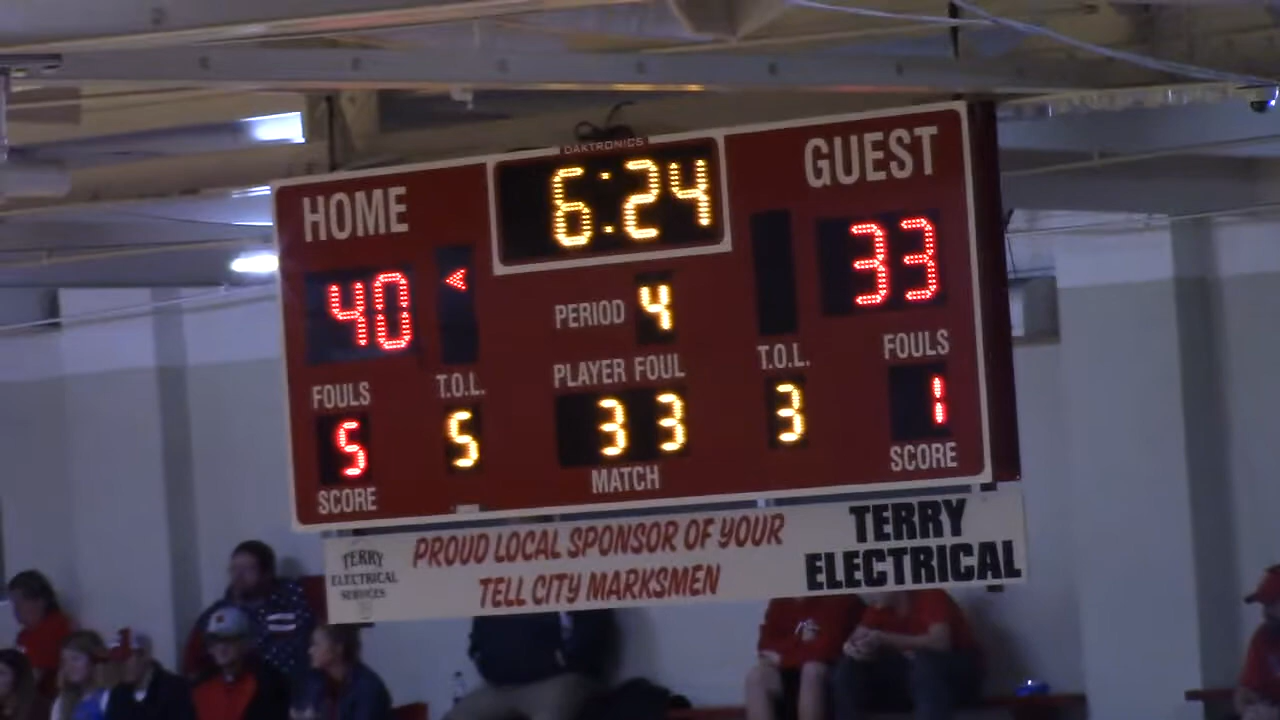 DAKTRONICS
HOME 6:24 GUEST
40 33
PERIOD 4
FOULS T.O.L. PLAYER FOUL T.O.L. FOULS
5 5 33 3 1
SCORE MATCH SCORE
TERRY
ELECTRICAL
SERVICES
PROUD LOCAL SPONSOR OF YOUR
TELL CITY MARKSMEN
TERRY
ELECTRICAL